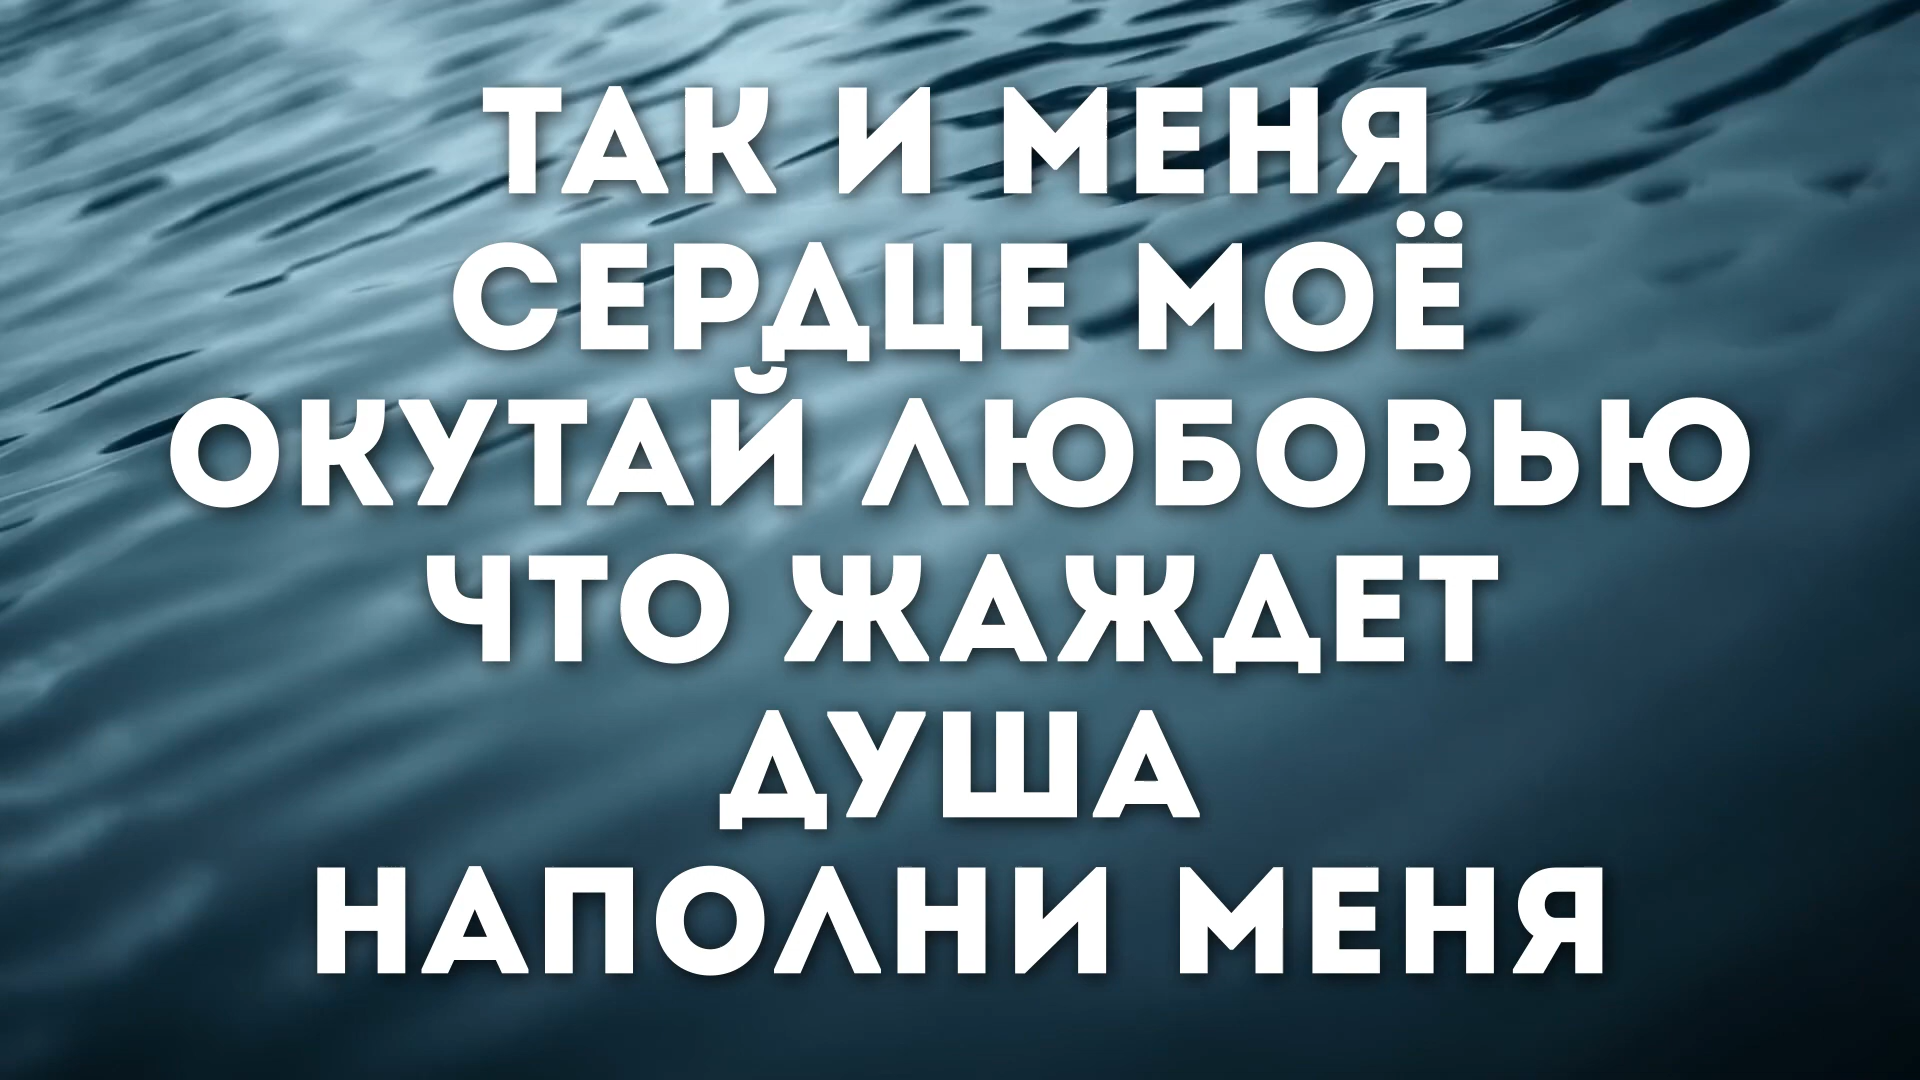 ТАК И МЕНЯ
СЕРДЦЕ МОЁ
ОКУТАЙ ЛЮБОВЬЮ
ЧТО ЖАЖДЕТ
ДУША
НАПОЛНИ МЕНЯ